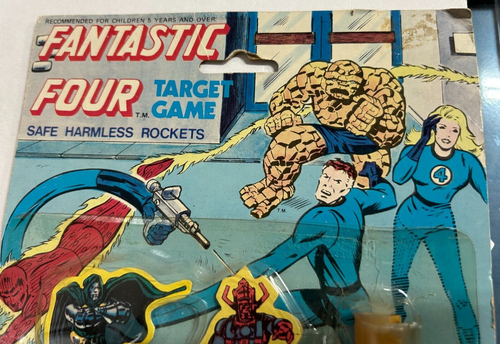 RECOMMENDED FOR CHILDREN 5 YEARS AND OVER
FANTASTIC
FOUR T.M. TARGET
GAME
SAFE HARMLESS ROCKETS
T.M.
4